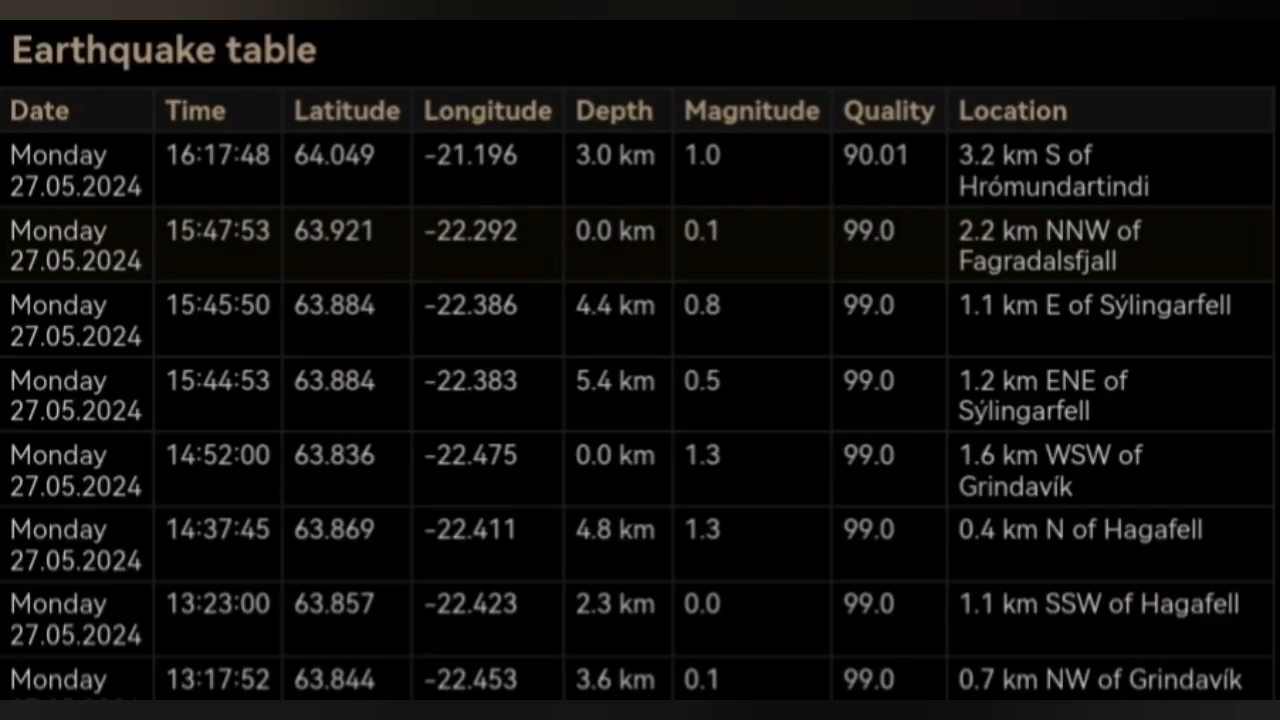 Earthquake table
Date Time Latitude Longitude Depth Magnitude Quality Location
Monday 16:17:48 64.049 -21.196 3.0 km 1.0 90.01 3.2 km S of
27.05.2024 Hrómundartindi
Monday 15:47:53 63.921 -22.292 0.0 km 0.1 99.0 2.2 km NNW of
27.05.2024 Fagradalsfjall
Monday 15:45:50 63.884 -22.386 4.4 km 0.8 99.0 1.1 km E of Sýlingarfell
27.05.2024
Monday 15:44:53 63.884 -22.383 5.4 km 0.5 99.0 1.2 km ENE of
27.05.2024 Sýlingarfell
Monday 14:52:00 63.836 -22.475 0.0 km 1.3 99.0 1.6 km WSW of
27.05.2024 Grindavík
Monday 14:37:45 63.869 -22.411 4.8 km 1.3 99.0 0.4 km N of Hagafell
27.05.2024
Monday 13:23:00 63.857 -22.423 2.3 km 0.0 99.0 1.1 km SSW of Hagafell
27.05.2024
Monday 13:17:52 63.844 -22.453 3.6 km 0.1 99.0 0.7 km NW of Grindavík